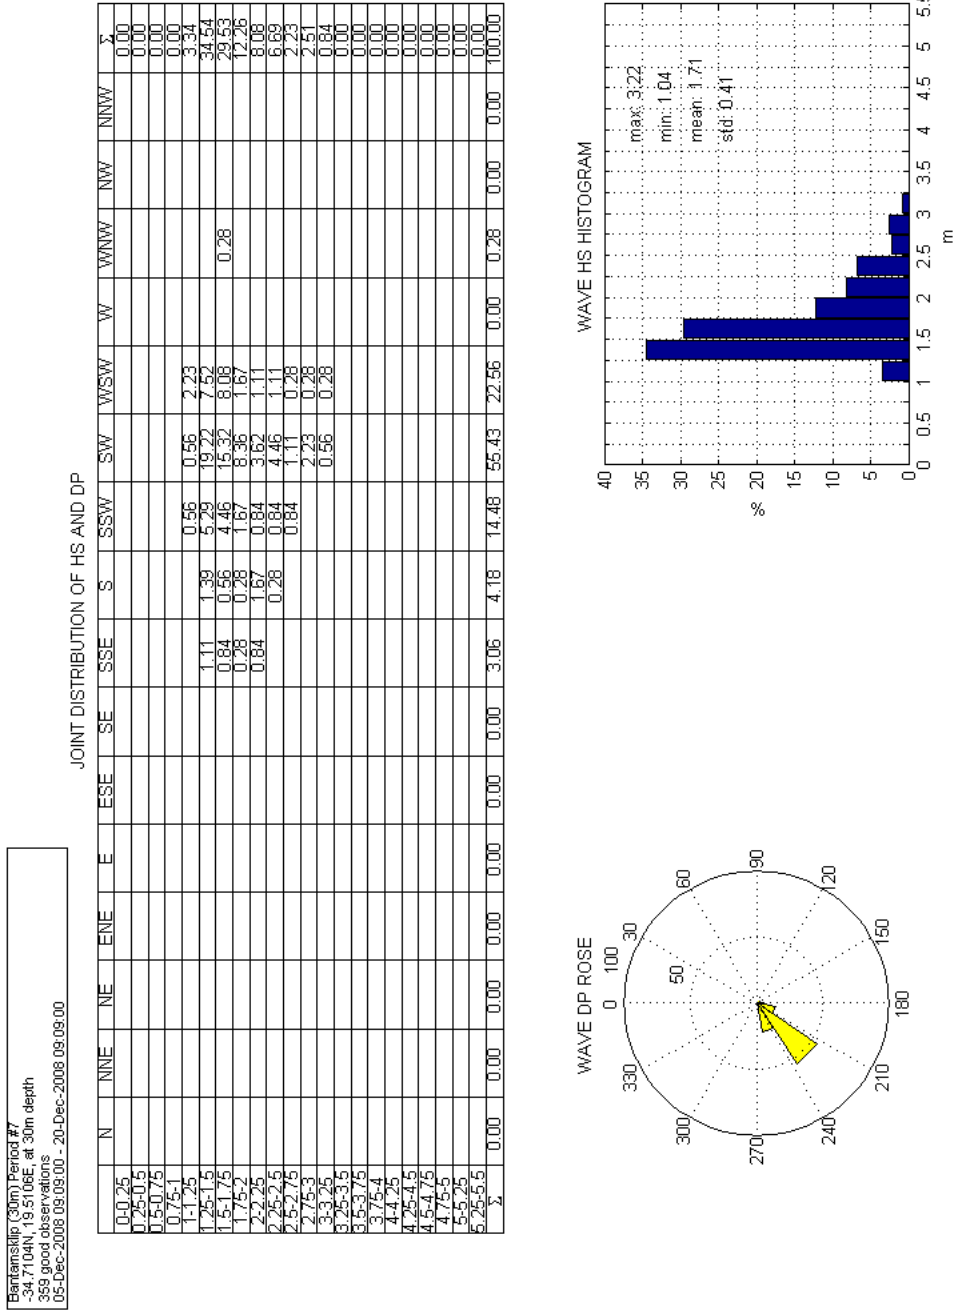 Bantamsklip (30m) Period #7
-34.7104N, 19.5106E, at 30m depth
359 good observations
05-Dec-2008 09:09:00 - 20-Dec-2008 09:09:00
JOINT DISTRIBUTION OF HS AND DP
N NNE NE ENE E ESE SE SSE S SSW SW WSW W WNW NW NNW Σ
0-0.25 0.00
0.25-0.5 0.00
0.5-0.75 0.00
0.75-1 0.00
1-1.25 0.56 0.56 2.23 3.34
1.25-1.5 1.11 1.39 5.29 19.22 7.52 34.54
1.5-1.75 0.84 0.56 4.46 15.32 8.08 0.28 29.53
1.75-2 0.28 0.28 1.67 8.36 1.67 12.26
2-2.25 0.84 1.67 0.84 3.62 1.11 8.08
2.25-2.5 0.28 0.84 4.46 1.11 6.69
2.5-2.75 0.84 1.11 0.28 2.23
2.75-3 2.23 0.28 2.51
3-3.25 0.56 0.28 0.84
3.25-3.5 0.00
3.5-3.75 0.00
3.75-4 0.00
4-4.25 0.00
4.25-4.5 0.00
4.5-4.75 0.00
4.75-5 0.00
5-5.25 0.00
5.25-5.5 0.00
Σ 0.00 0.00 0.00 0.00 0.00 0.00 0.00 3.06 4.18 14.48 55.43 22.56 0.00 0.28 0.00 0.00 100.00
WAVE DP ROSE
0
30
60
90
120
150
180
210
240
270
300
330
50
100
WAVE HS HISTOGRAM
max: 3.22
min: 1.04
mean: 1.71
std: 0.41
40
35
30
25
20
15
10
5
0
%
0 0.5 1 1.5 2 2.5 3 3.5 4 4.5 5 5.5
m